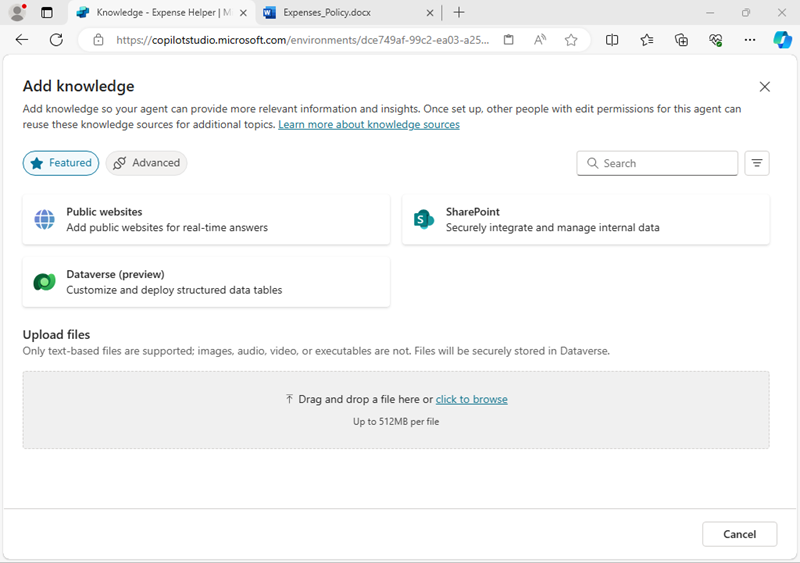 Knowledge - Expense Helper | M
Expenses_Policy.docx
https://copilotstudio.microsoft.com/environments/dce749af-99c2-ea03-a25...
Add knowledge
Add knowledge so your agent can provide more relevant information and insights. Once set up, other people with edit permissions for this agent can
reuse these knowledge sources for additional topics. Learn more about knowledge sources
Featured
Advanced
Search
Public websites
Add public websites for real-time answers
SharePoint
Securely integrate and manage internal data
Dataverse (preview)
Customize and deploy structured data tables
Upload files
Only text-based files are supported; images, audio, video, or executables are not. Files will be securely stored in Dataverse.
Drag and drop a file here or click to browse
Up to 512MB per file
Cancel